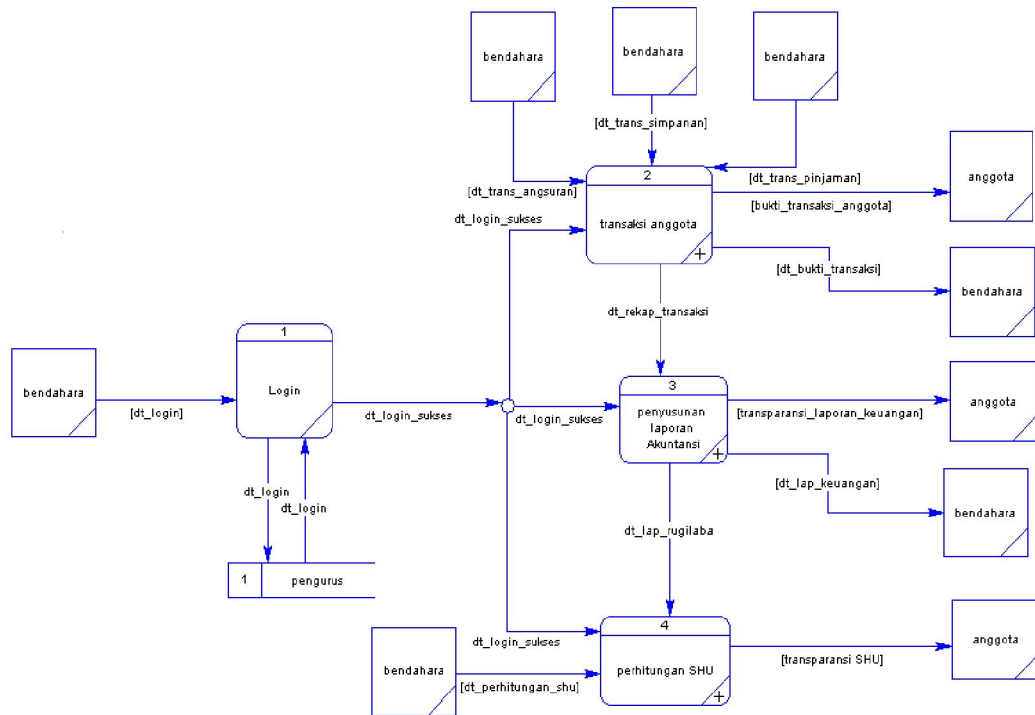 bendahara
bendahara
bendahara
[dt_trans_simpanan]
anggota
2
[dt_trans_angsuran]
[dt_trans_pinjaman]
[bukti_transaksi_anggota]
dt_login_sukses
transaksi anggota
+
[dt_bukti_transaksi]
bendahara
dt_rekap_transaksi
1
Login
bendahara
[dt_login]
dt_login_sukses
3
penyusunan
laporan
Akuntansi
+
dt_login_sukses
[transparansi_laporan_keuangan]
anggota
[dt_lap_keuangan]
bendahara
dt_login
dt_login
dt_lap_rugilaba
1
pengurus
4
perhitungan SHU
+
dt_login_sukses
bendahara
[dt_perhitungan_shu]
[transparansi SHU]
anggota